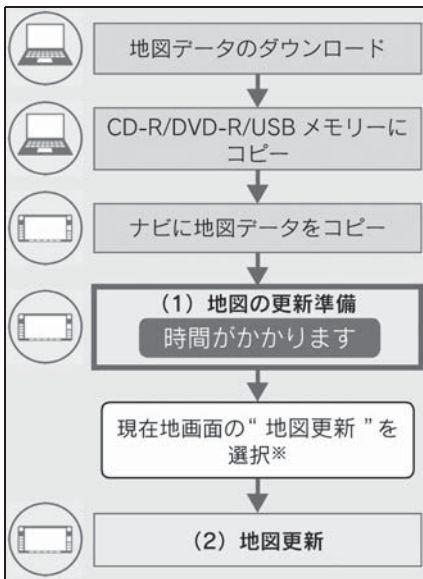 地図データのダウンロード
CD-R/DVD-R/USB メモリーに
コピー
ナビに地図データをコピー
(1) 地図の更新準備
時間がかかります
現在地画面の“ 地図更新 ”を
選択※
(2) 地図更新